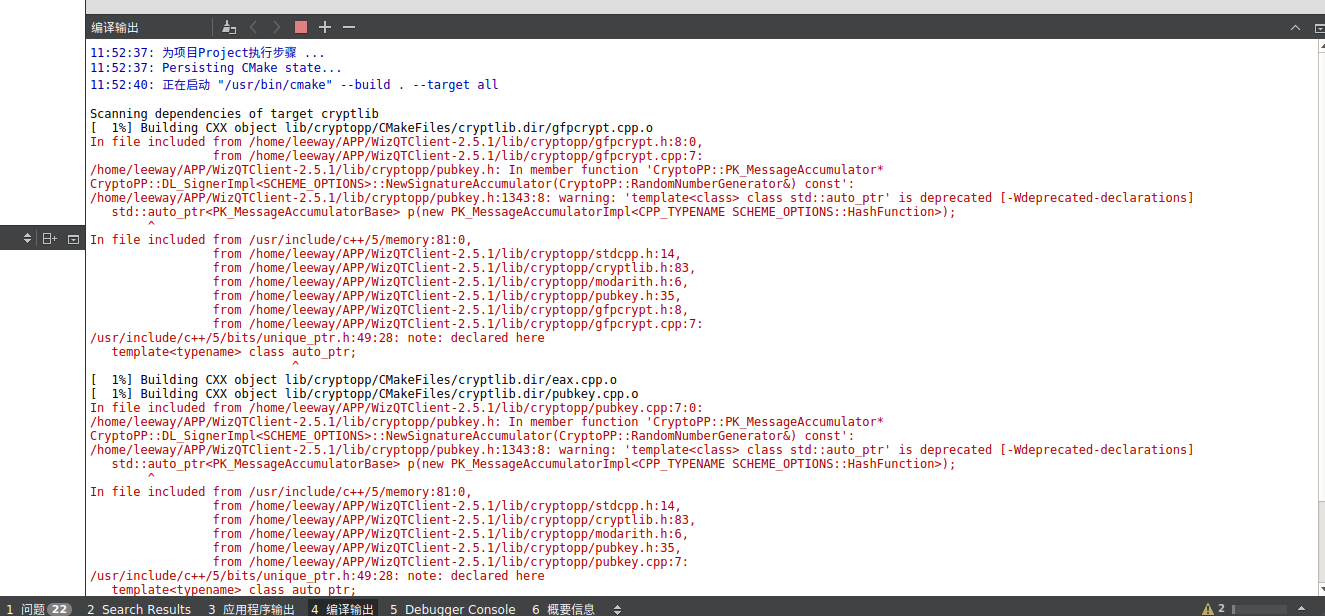 编译输出
11:52:37: 为项目Project执行步骤 ...
11:52:37: Persisting CMake state...
11:52:40: 正在启动 "/usr/bin/cmake" --build . --target all
Scanning dependencies of target cryptlib
[  1%] Building CXX object lib/cryptopp/CMakeFiles/cryptlib.dir/gfpcrypt.cpp.o
In file included from /home/leeway/APP/WizQTClient-2.5.1/lib/cryptopp/gfpcrypt.h:8:0,
                 from /home/leeway/APP/WizQTClient-2.5.1/lib/cryptopp/gfpcrypt.cpp:7:
/home/leeway/APP/WizQTClient-2.5.1/lib/cryptopp/pubkey.h: In member function 'CryptoPP::PK_MessageAccumulator*
CryptoPP::DL_SignerImpl<SCHEME_OPTIONS>::NewSignatureAccumulator(CryptoPP::RandomNumberGenerator&) const':
/home/leeway/APP/WizQTClient-2.5.1/lib/cryptopp/pubkey.h:1343:8: warning: 'template<class> class std::auto_ptr' is deprecated [-Wdeprecated-declarations]
   std::auto_ptr<PK_MessageAccumulatorBase> p(new PK_MessageAccumulatorImpl<CPP_TYPENAME SCHEME_OPTIONS::HashFunction>);
        ^
In file included from /usr/include/c++/5/memory:81:0,
                 from /home/leeway/APP/WizQTClient-2.5.1/lib/cryptopp/stdcpp.h:14,
                 from /home/leeway/APP/WizQTClient-2.5.1/lib/cryptopp/cryptlib.h:83,
                 from /home/leeway/APP/WizQTClient-2.5.1/lib/cryptopp/modarith.h:6,
                 from /home/leeway/APP/WizQTClient-2.5.1/lib/cryptopp/pubkey.h:35,
                 from /home/leeway/APP/WizQTClient-2.5.1/lib/cryptopp/gfpcrypt.h:8,
                 from /home/leeway/APP/WizQTClient-2.5.1/lib/cryptopp/gfpcrypt.cpp:7:
/usr/include/c++/5/bits/unique_ptr.h:49:28: note: declared here
   template<typename> class auto_ptr;
                            ^
[  1%] Building CXX object lib/cryptopp/CMakeFiles/cryptlib.dir/eax.cpp.o
[  1%] Building CXX object lib/cryptopp/CMakeFiles/cryptlib.dir/pubkey.cpp.o
In file included from /home/leeway/APP/WizQTClient-2.5.1/lib/cryptopp/pubkey.cpp:7:0:
/home/leeway/APP/WizQTClient-2.5.1/lib/cryptopp/pubkey.h: In member function 'CryptoPP::PK_MessageAccumulator*
CryptoPP::DL_SignerImpl<SCHEME_OPTIONS>::NewSignatureAccumulator(CryptoPP::RandomNumberGenerator&) const':
/home/leeway/APP/WizQTClient-2.5.1/lib/cryptopp/pubkey.h:1343:8: warning: 'template<class> class std::auto_ptr' is deprecated [-Wdeprecated-declarations]
   std::auto_ptr<PK_MessageAccumulatorBase> p(new PK_MessageAccumulatorImpl<CPP_TYPENAME SCHEME_OPTIONS::HashFunction>);
        ^
In file included from /usr/include/c++/5/memory:81:0,
                 from /home/leeway/APP/WizQTClient-2.5.1/lib/cryptopp/stdcpp.h:14,
                 from /home/leeway/APP/WizQTClient-2.5.1/lib/cryptopp/cryptlib.h:83,
                 from /home/leeway/APP/WizQTClient-2.5.1/lib/cryptopp/modarith.h:6,
                 from /home/leeway/APP/WizQTClient-2.5.1/lib/cryptopp/pubkey.h:35,
                 from /home/leeway/APP/WizQTClient-2.5.1/lib/cryptopp/pubkey.cpp:7:
/usr/include/c++/5/bits/unique_ptr.h:49:28: note: declared here
   template<typename> class auto_ptr;
1 问题 22 2 Search Results 3 应用程序输出 4 编译输出 5 Debugger Console 6 概要信息 2